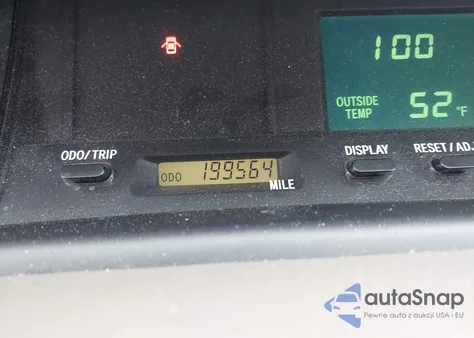 100
OUTSIDE
TEMP
52 °F
ODO/TRIP
ODO 199564
MILE
DISPLAY
RESET/ADJ
autaSnap
Pewne auta z aukcji USA i EU